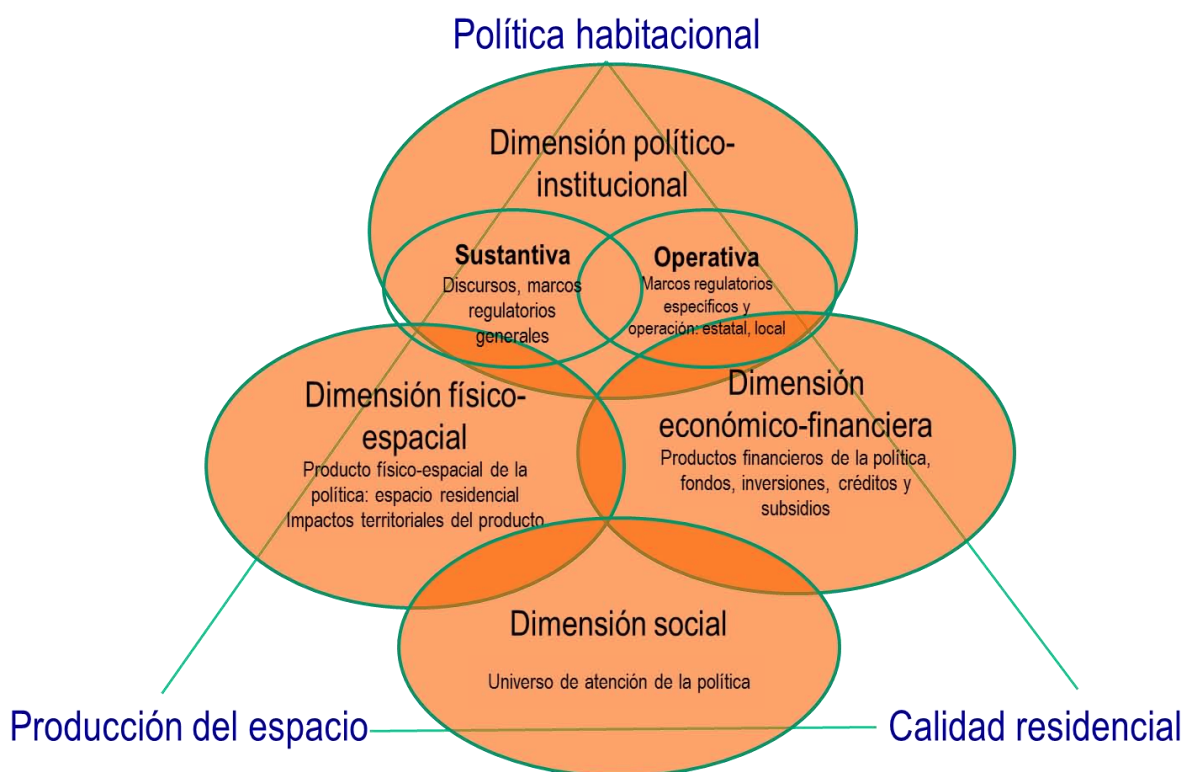 Política habitacional
Dimensión político-
institucional
Sustantiva
Discursos, marcos
regulatorios
generales
Operativa
Marcos regulatorios
específicos y
operación: estatal, local
Dimensión físico-
espacial
Producto físico-espacial de la
política: espacio residencial
Impactos territoriales del producto
Dimensión
económico-financiera
Productos financieros de la política,
fondos, inversiones, créditos y
subsidios
Dimensión social
Universo de atención de la política
Producción del espacio
Calidad residencial